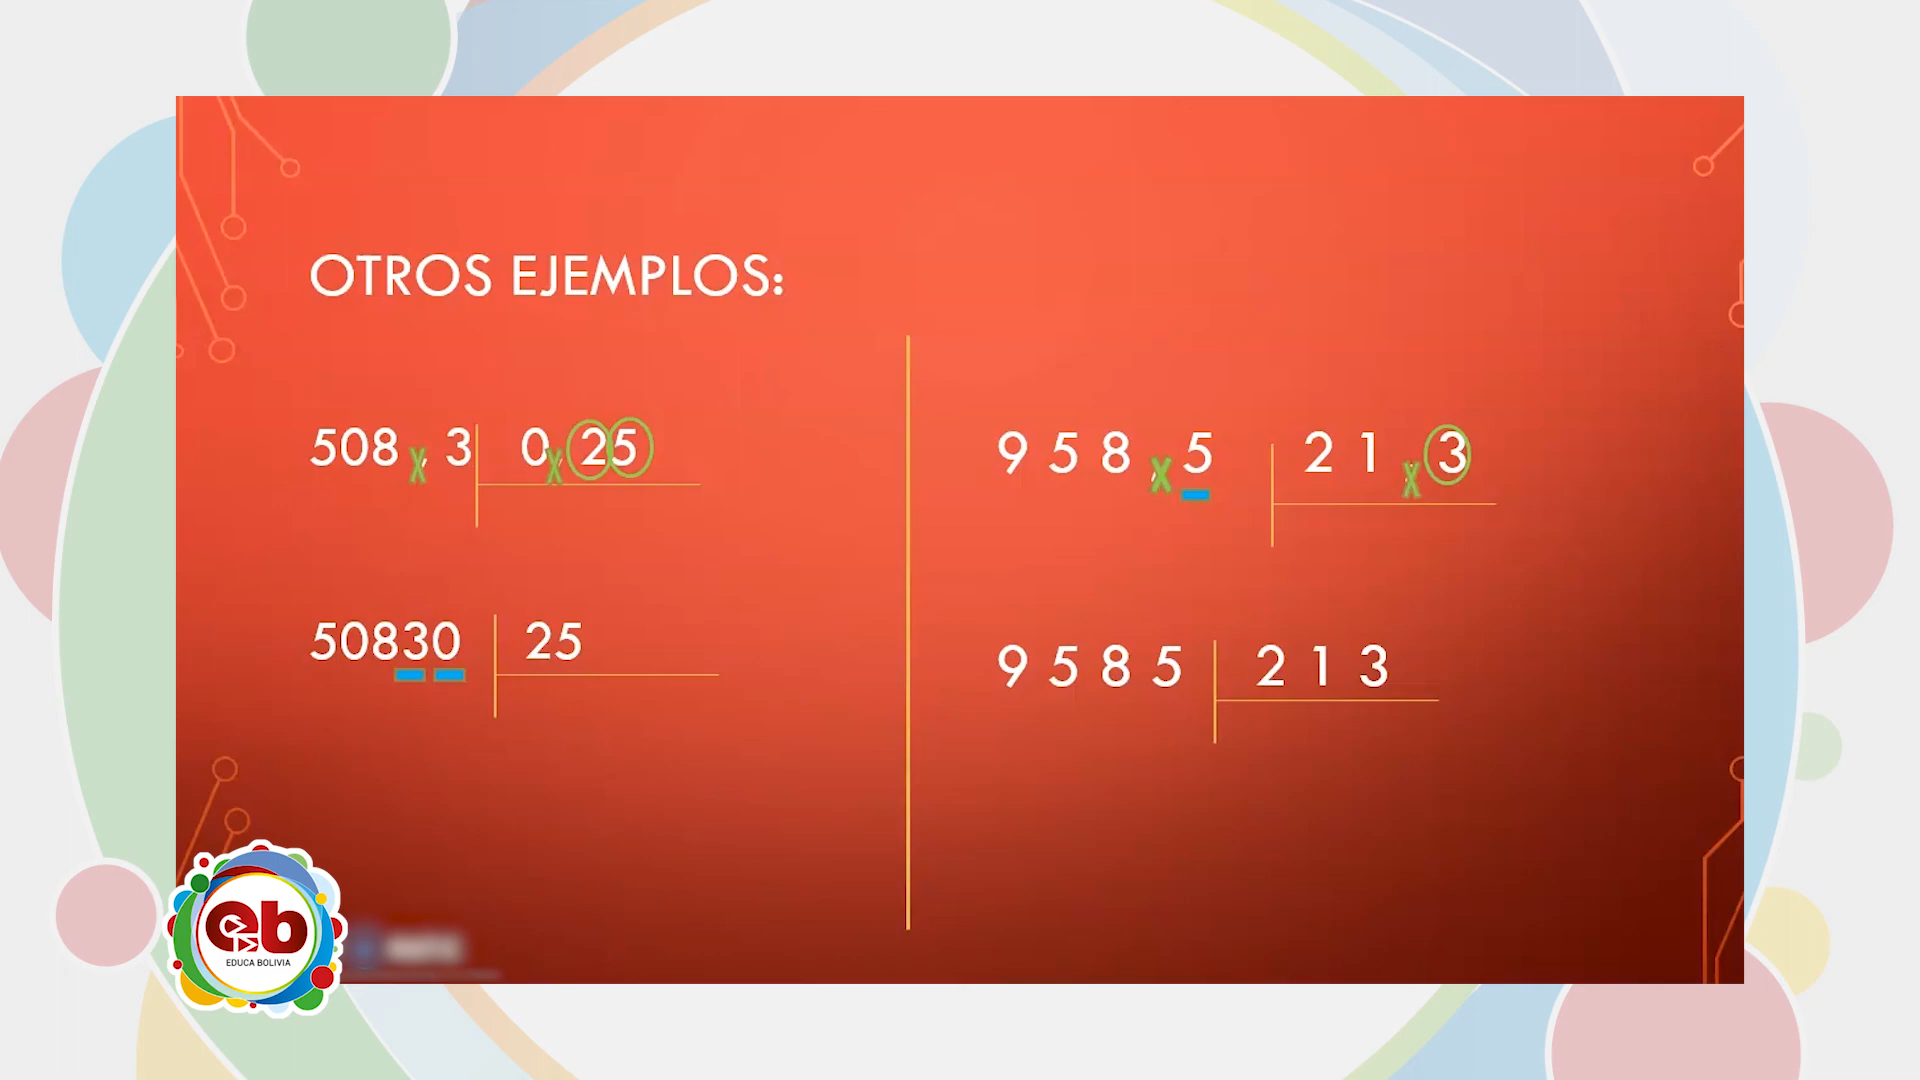 OTROS EJEMPLOS:
508 , 3 0, 25
50830 25
9 5 8 , 5 2 1 , 3
9 5 8 5 2 1 3
eb
EDUCA BOLIVIA